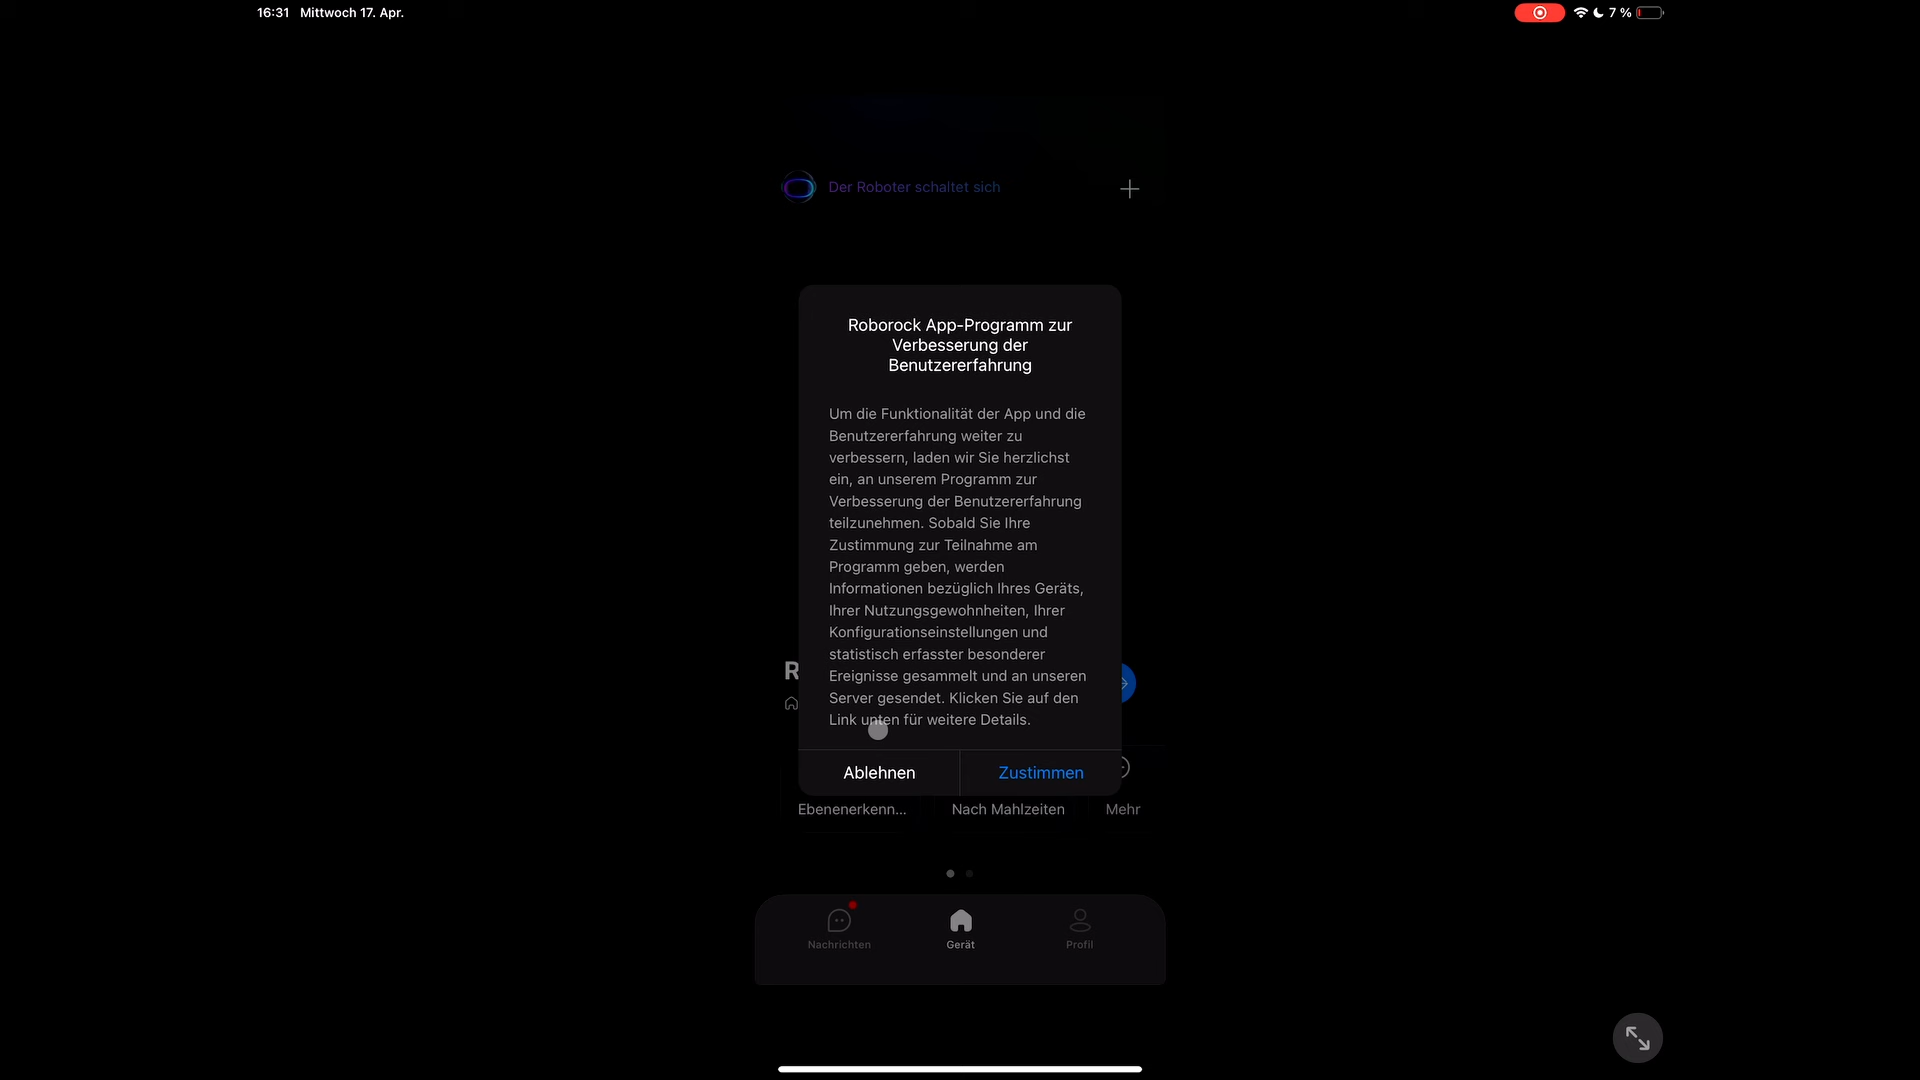 16:31 Mittwoch 17. Apr.
7 %
Der Roboter schaltet sich
Roborock App-Programm zur
Verbesserung der
Benutzererfahrung
Um die Funktionalität der App und die
Benutzererfahrung weiter zu
verbessern, laden wir Sie herzlichst
ein, an unserem Programm zur
Verbesserung der Benutzererfahrung
teilzunehmen. Sobald Sie Ihre
Zustimmung zur Teilnahme am
Programm geben, werden
Informationen bezüglich Ihres Geräts,
Ihrer Nutzungsgewohnheiten, Ihrer
Konfigurationseinstellungen und
statistisch erfasster besonderer
Ereignisse gesammelt und an unseren
Server gesendet. Klicken Sie auf den
Link unten für weitere Details.
R
Ablehnen
Zustimmen
Ebenenerkenn...
Nach Mahlzeiten
Mehr
Nachrichten
Gerät
Profil